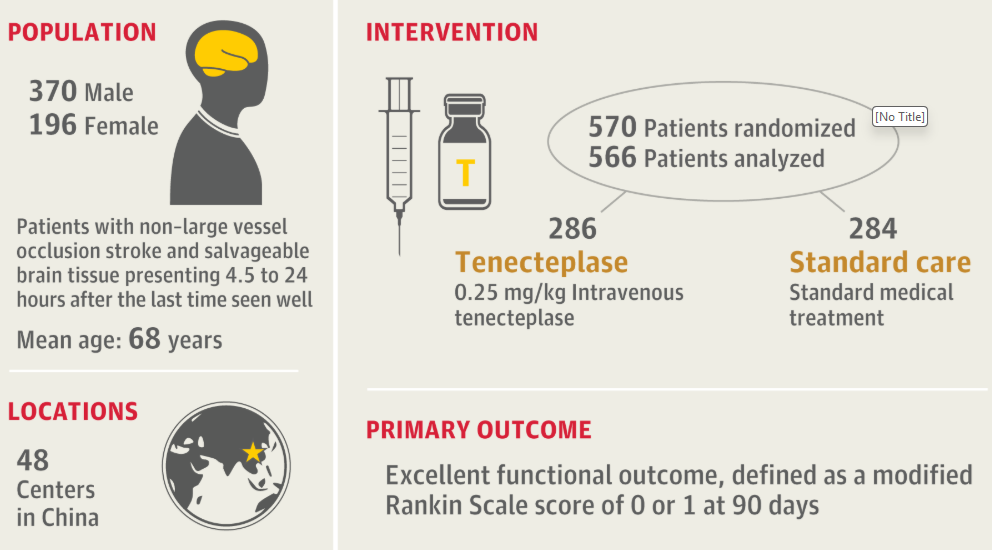 POPULATION
370 Male
196 Female
Patients with non-large vessel
occlusion stroke and salvageable
brain tissue presenting 4.5 to 24
hours after the last time seen well
Mean age: 68 years
LOCATIONS
48
Centers
in China
INTERVENTION
T
570 Patients randomized
566 Patients analyzed
[No Title]
286
Tenecteplase
0.25 mg/kg Intravenous
tenecteplase
284
Standard care
Standard medical
treatment
PRIMARY OUTCOME
Excellent functional outcome, defined as a modified
Rankin Scale score of 0 or 1 at 90 days